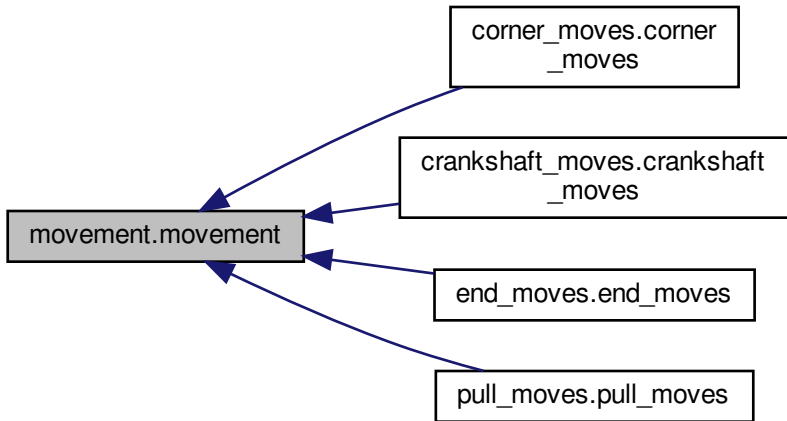 corner_moves.corner
_moves
crankshaft_moves.crankshaft
_moves
movement.movement
end_moves.end_moves
pull_moves.pull_moves